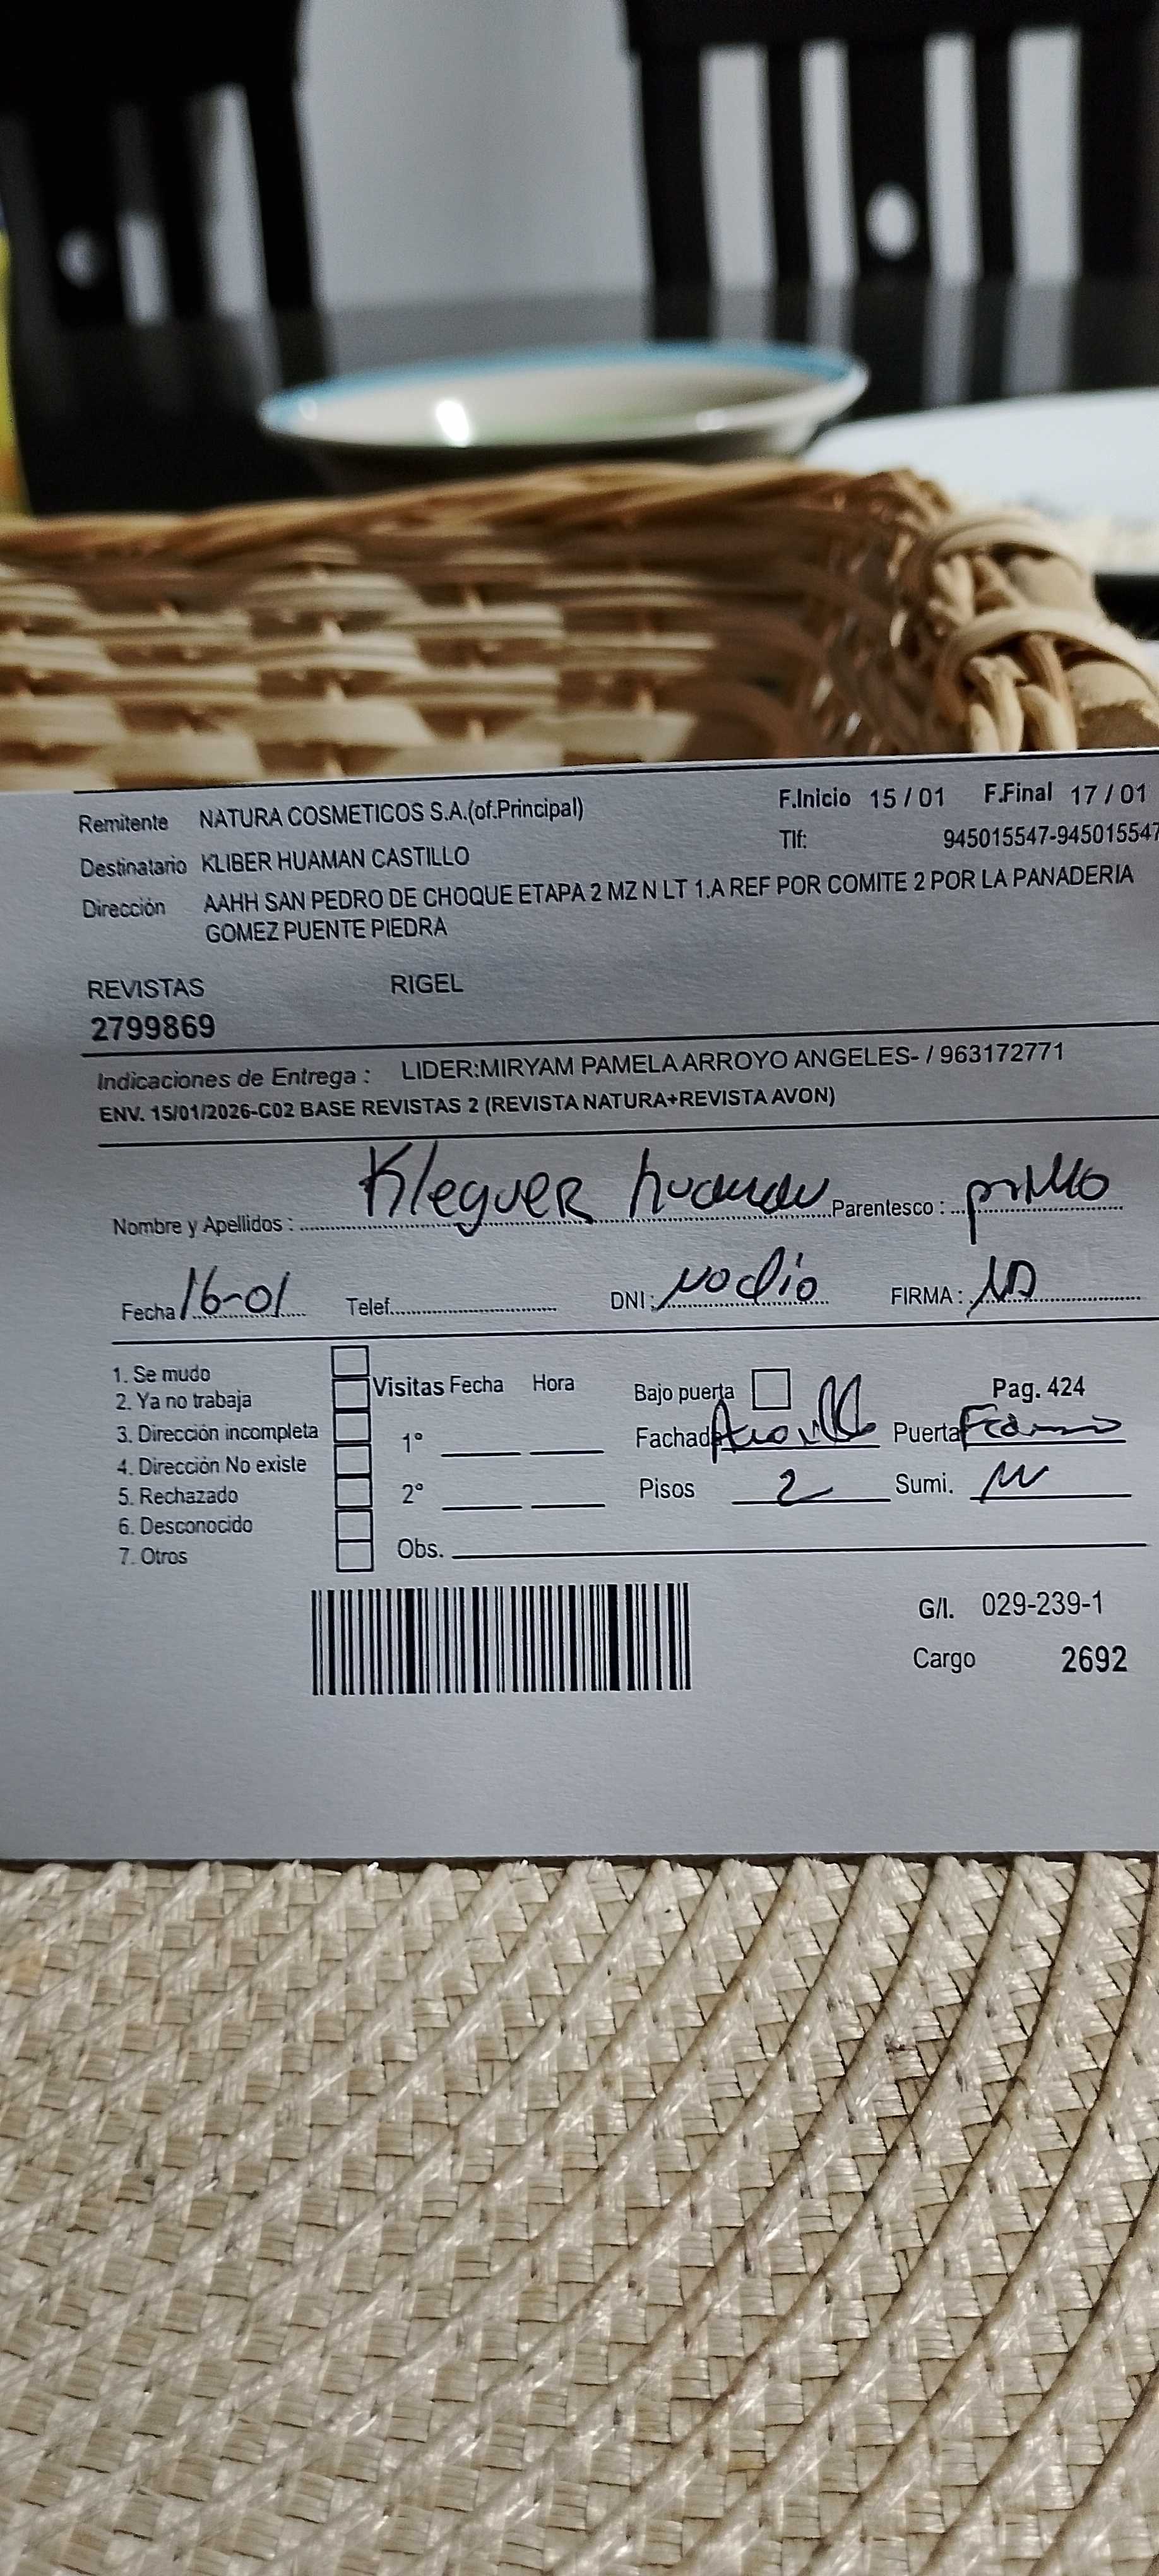 Remitente NATURA COSMETICOS S.A.(of.Principal) F.Inicio 15 / 01 F.Final 17 / 01
Tlf: 945015547-945015547
Destinatario KLIBER HUAMAN CASTILLO
Dirección AAHH SAN PEDRO DE CHOQUE ETAPA 2 MZ N LT 1.A REF POR COMITE 2 POR LA PANADERIA
GOMEZ PUENTE PIEDRA
REVISTAS RIGEL
2799869
Indicaciones de Entrega : LIDER:MIRYAM PAMELA ARROYO ANGELES- / 963172771
ENV. 15/01/2026-C02 BASE REVISTAS 2 (REVISTA NATURA+REVISTA AVON)
Nombre y Apellidos : Kleguer huaman Parentesco :
Fecha 16-01 Telef. DNI: no dio FIRMA :
1. Se mudo
2. Ya no trabaja
3. Dirección incompleta
4. Dirección No existe
5. Rechazado
6. Desconocido
7. Otros
Visitas Fecha Hora
1°
2°
Obs.
Bajo puerta Pag. 424
Fachada Puerta
Pisos 2 Sumi.
G/I. 029-239-1
Cargo 2692